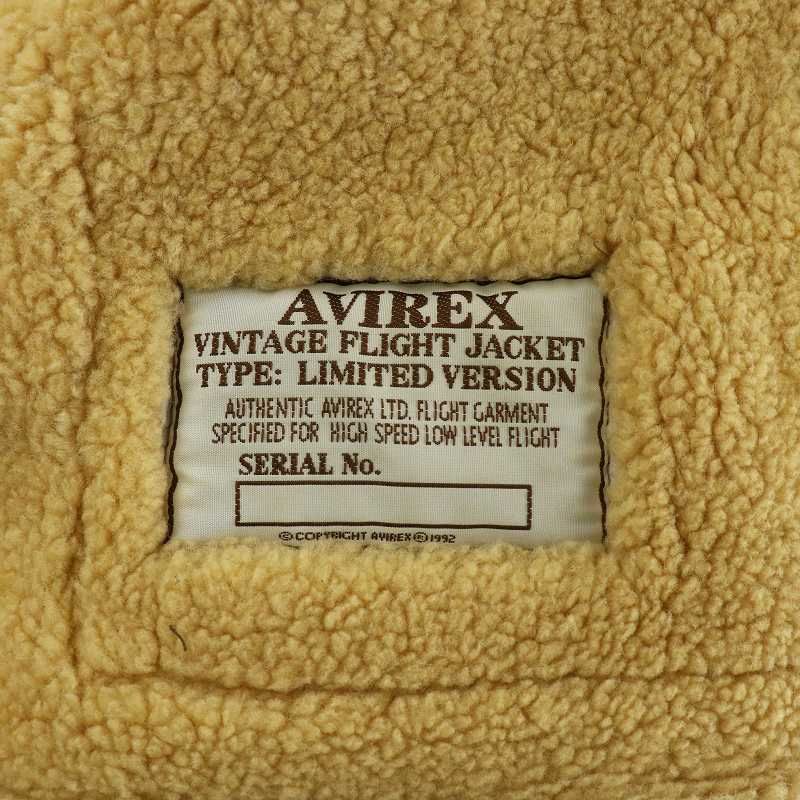 AVIREX
VINTAGE FLIGHT JACKET
TYPE: LIMITED VERSION
AUTHENTIC AVIREX LTD. FLIGHT GARMENT
SPECIFIED FOR HIGH SPEED LOW LEVEL FLIGHT
SERIAL No.
©COPYRIGHT AVIREX®1992